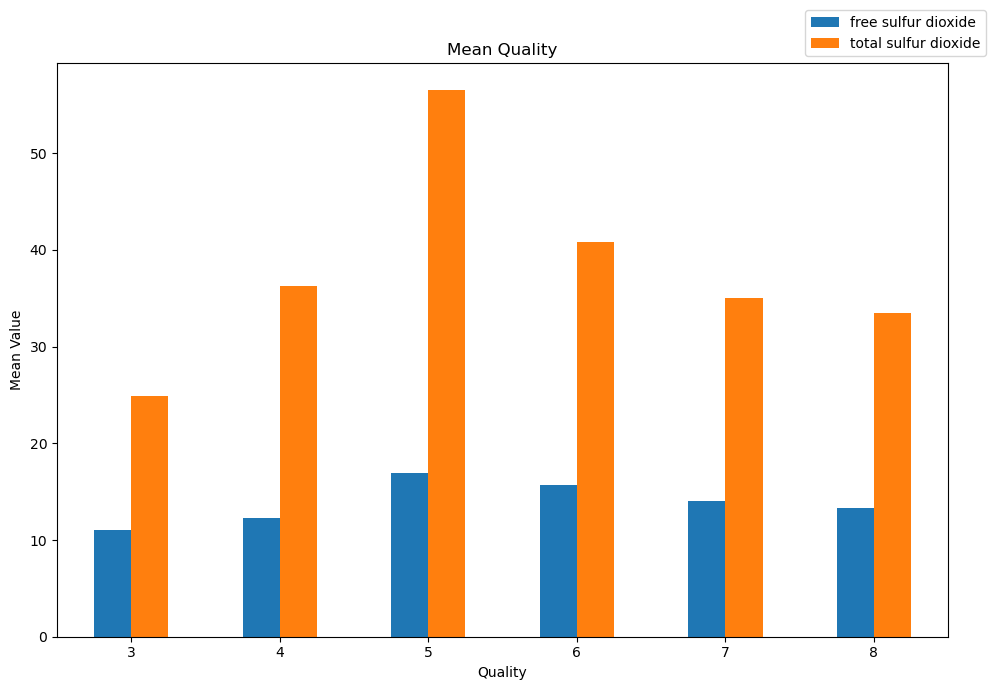 free sulfur dioxide
total sulfur dioxide
Mean Quality
50
40
30
20
10
0
Mean Value
3 4 5 6 7 8
Quality